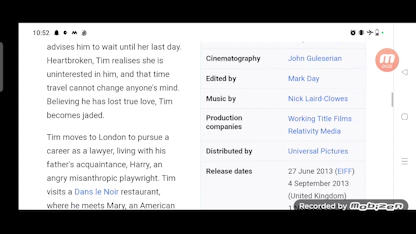 10:52
advises him to wait until her last day.
Heartbroken, Tim realises she is
uninterested in him, and that time
travel cannot change anyone's mind.
Believing he has lost true love, Tim
becomes jaded.
Tim moves to London to pursue a
career as a lawyer, living with his
father's acquaintance, Harry, an
angry misanthropic playwright. Tim
visits a Dans le Noir restaurant,
where he meets Mary, an American
Cinematography John Guleserian
Edited by Mark Day
Music by Nick Laird-Clowes
Production companies Working Title Films
Relativity Media
Distributed by Universal Pictures
Release dates 27 June 2013 (EIFF)
4 September 2013
(United Kingdom)
Recorded by Mobizen